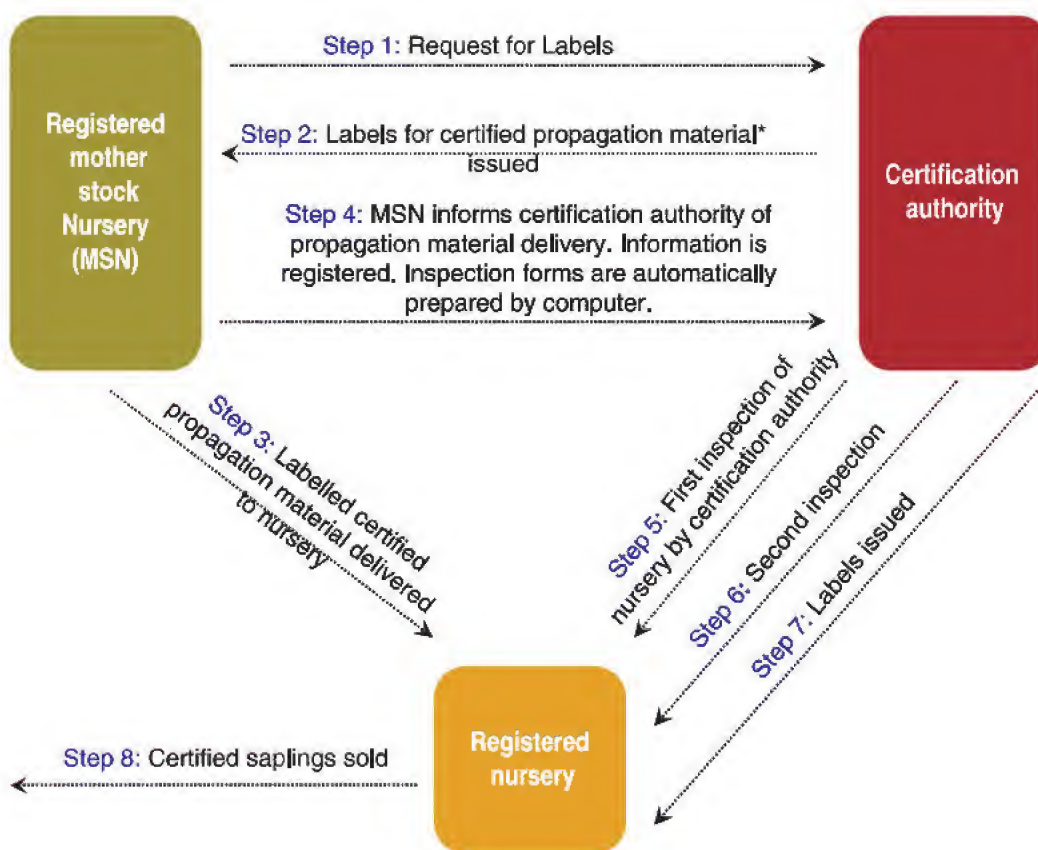 Step 1: Request for Labels
Registered
mother
stock
Nursery
(MSN)
Certification
authority
Step 2: Labels for certified propagation material*
issued
Step 4: MSN informs certification authority of
propagation material delivery. Information is
registered. Inspection forms are automatically
prepared by computer.
Step 3: Labelled certified
propagation material delivered
to nursery
Step 5: First inspection of
nursery by certification authority
Step 6: Second inspection
Step 7: Labels issued
Registered
nursery
Step 8: Certified saplings sold